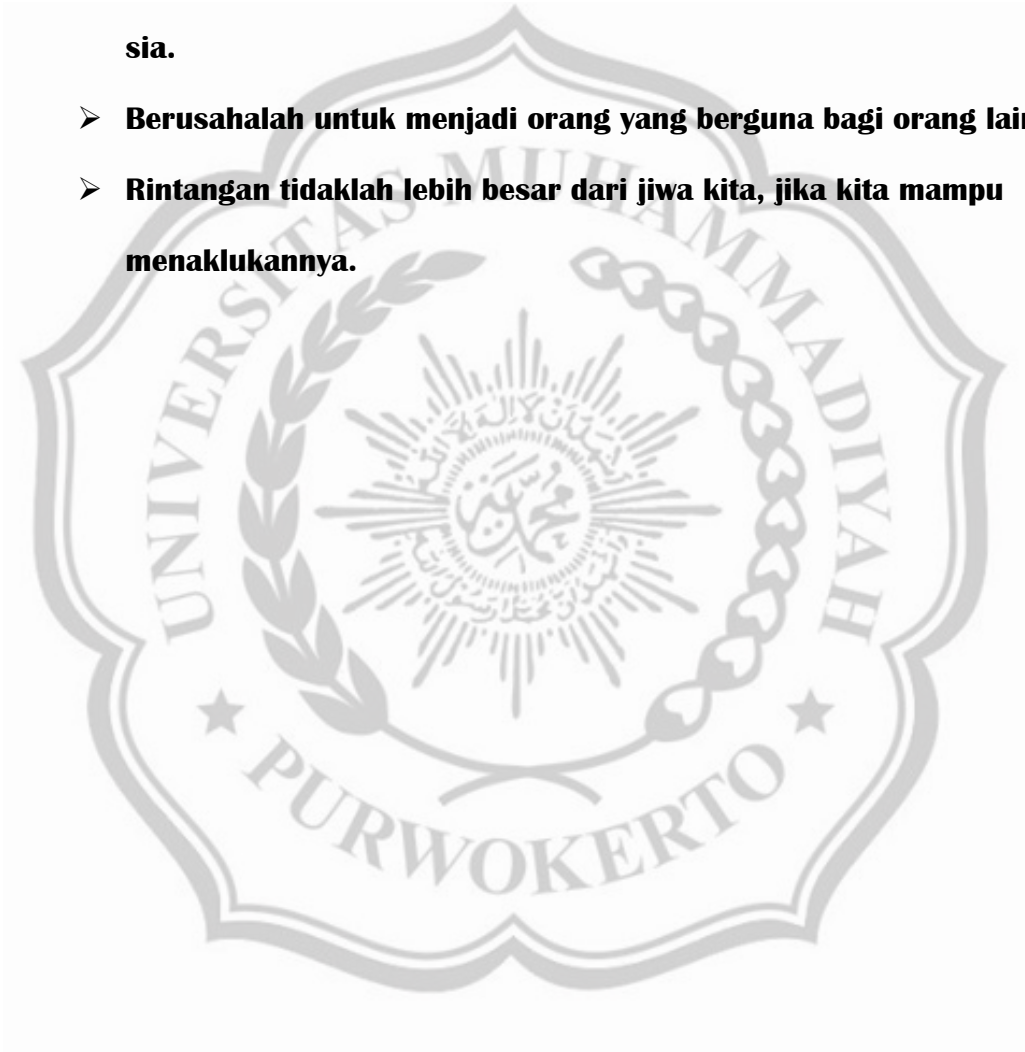 sia.
➢ Berusahalah untuk menjadi orang yang berguna bagi orang lain
➢ Rintangan tidaklah lebih besar dari jiwa kita, jika kita mampu
menaklukannya.
UNIVERSITAS MUHAMMADIYAH
PURWOKERTO